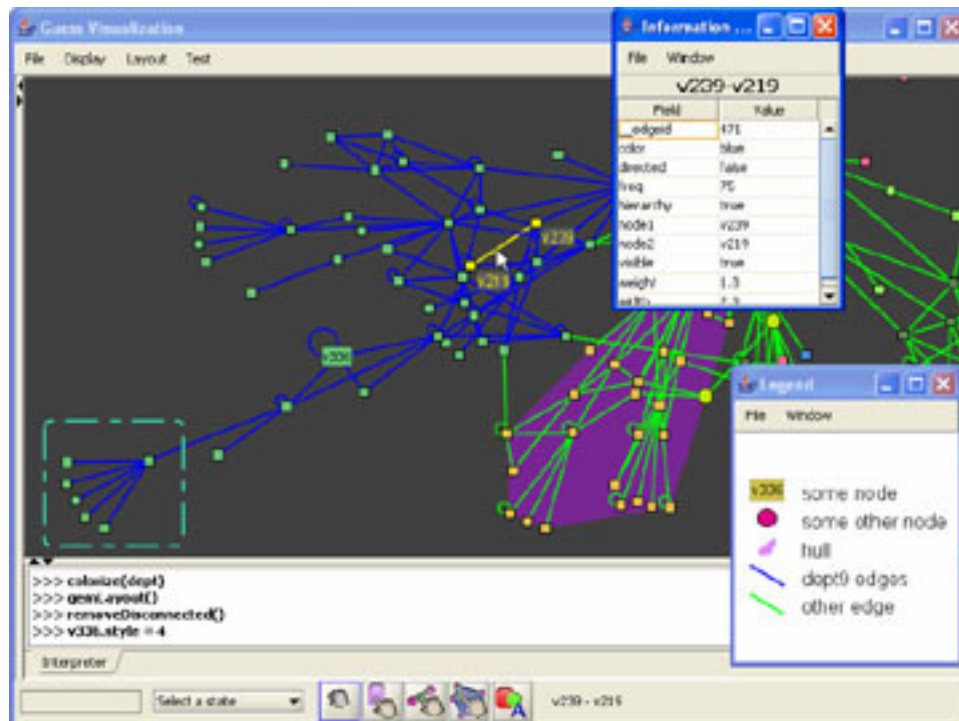 Guess Visualization
File Display Layout Test
Information ...
File Window
v239-v219
Field Value
__edgeid 471
color blue
directed false
freq 75
hierarchy true
node1 v239
node2 v219
visible true
weight 1.3
v239
v219
v336
Legend
File Window
v336 some node
some other node
hull
dept9 edges
other edge
>>> colorize(dept)
>>> gemLayout()
>>> removeDisconnected()
>>> v336.style = 4
Interpreter
Select a state
A
v239 - v219